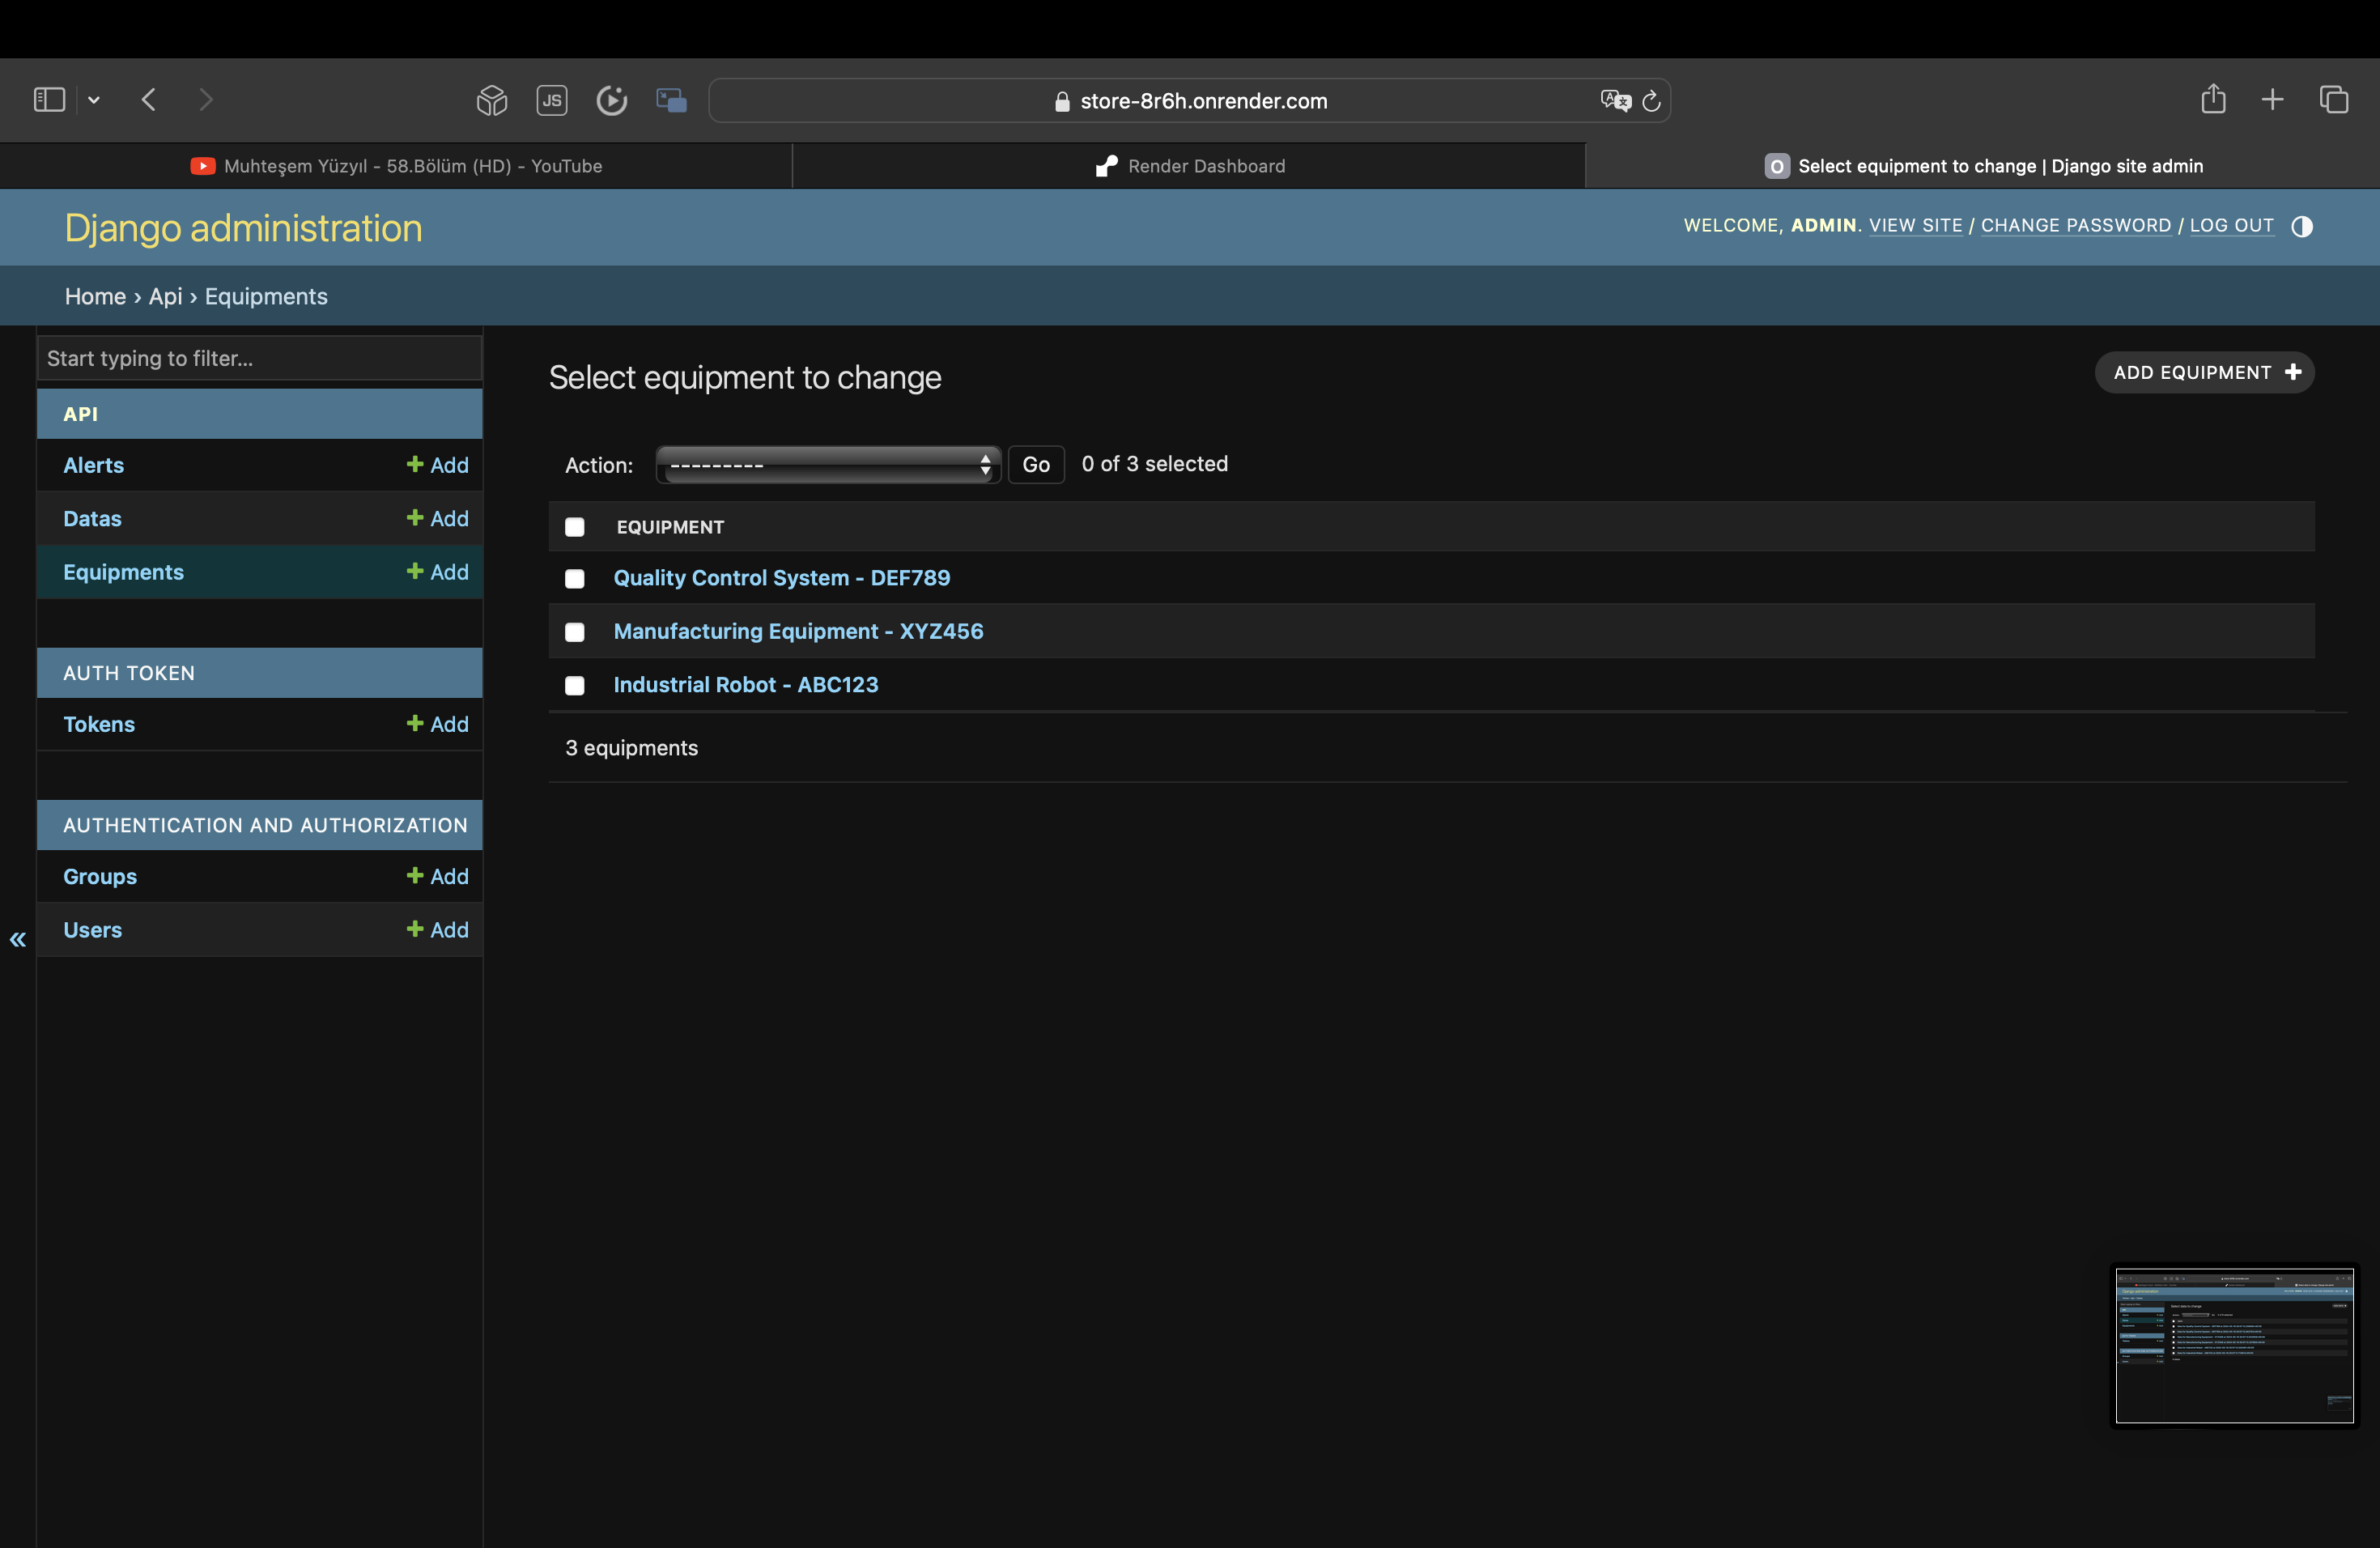 JS
store-8r6h.onrender.com
Muhteşem Yüzyıl - 58.Bölüm (HD) - YouTube
Render Dashboard
O Select equipment to change | Django site admin
Django administration
WELCOME, ADMIN. VIEW SITE / CHANGE PASSWORD / LOG OUT
Home › Api › Equipments
Start typing to filter...
API
Alerts + Add
Datas + Add
Equipments + Add
AUTH TOKEN
Tokens + Add
AUTHENTICATION AND AUTHORIZATION
Groups + Add
Users + Add
«
Select equipment to change
ADD EQUIPMENT +
Action: --------- Go 0 of 3 selected
EQUIPMENT
Quality Control System - DEF789
Manufacturing Equipment - XYZ456
Industrial Robot - ABC123
3 equipments